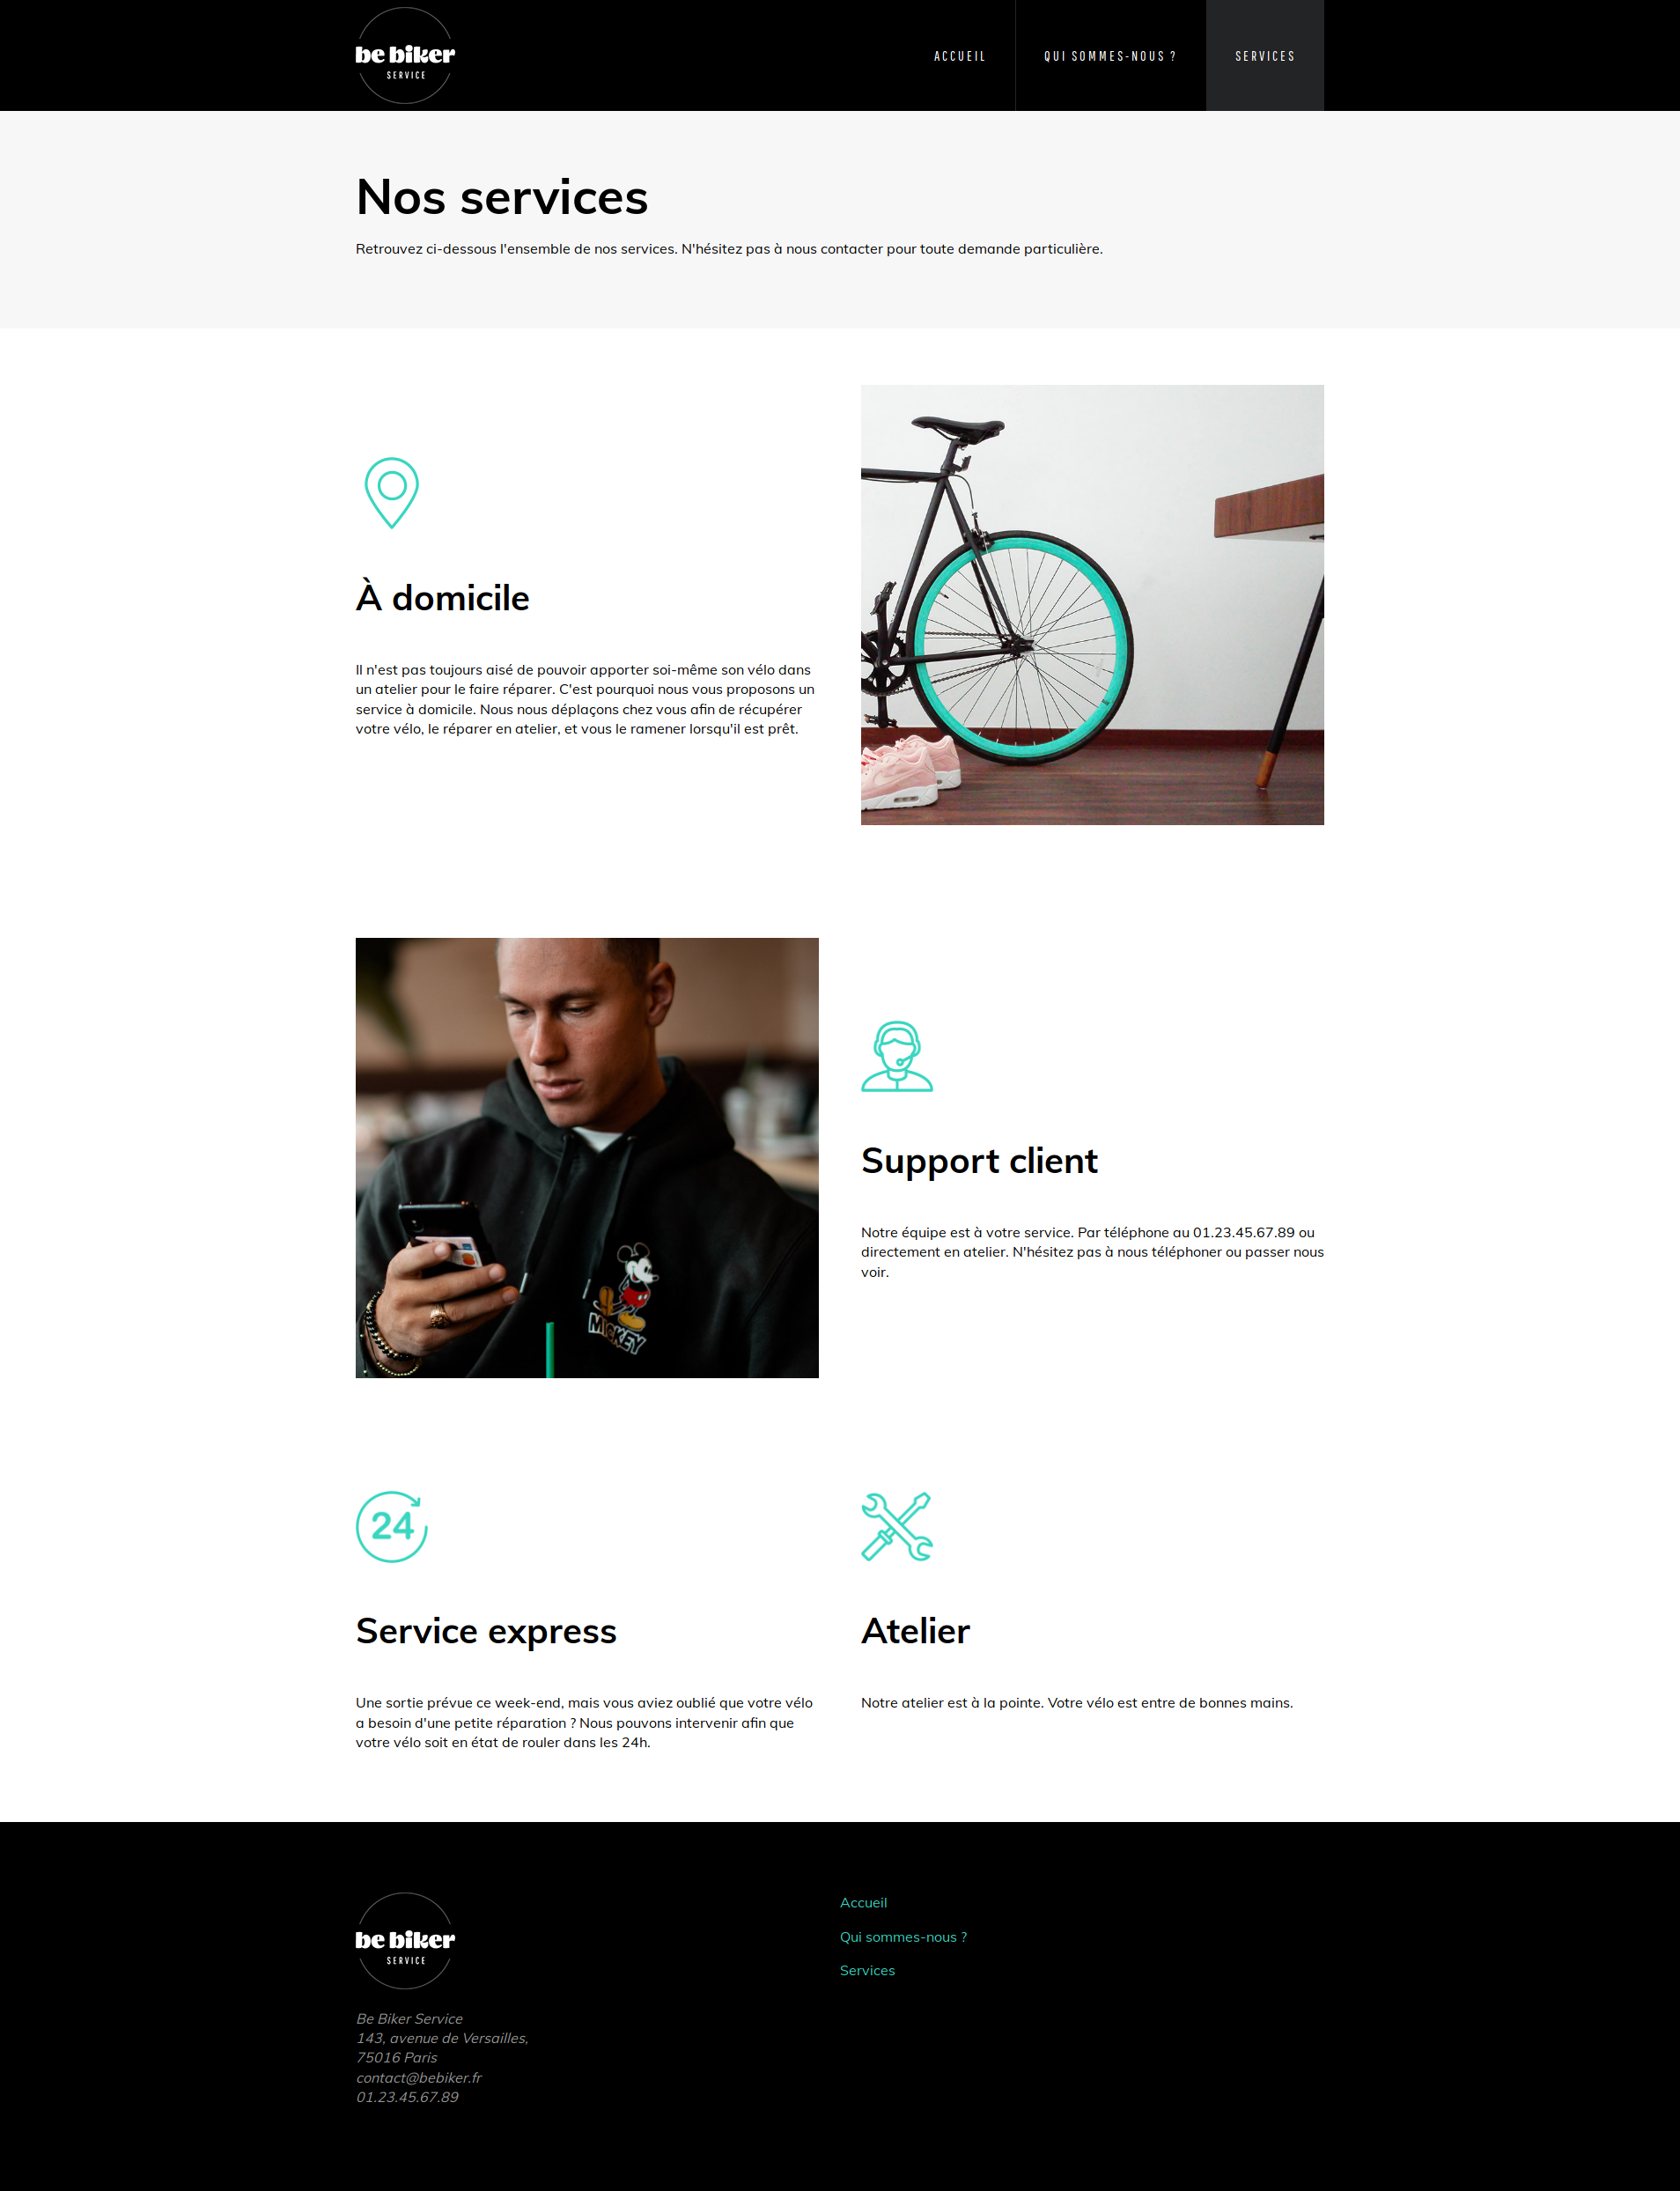 be biker
SERVICE
ACCUEIL
QUI SOMMES-NOUS ?
SERVICES
Nos services
Retrouvez ci-dessous l'ensemble de nos services. N'hésitez pas à nous contacter pour toute demande particulière.
À domicile
Il n'est pas toujours aisé de pouvoir apporter soi-même son vélo dans
un atelier pour le faire réparer. C'est pourquoi nous vous proposons un
service à domicile. Nous nous déplaçons chez vous afin de récupérer
votre vélo, le réparer en atelier, et vous le ramener lorsqu'il est prêt.
MICKEY
Support client
Notre équipe est à votre service. Par téléphone au 01.23.45.67.89 ou
directement en atelier. N'hésitez pas à nous téléphoner ou passer nous
voir.
24
Service express
Une sortie prévue ce week-end, mais vous aviez oublié que votre vélo
a besoin d'une petite réparation ? Nous pouvons intervenir afin que
votre vélo soit en état de rouler dans les 24h.
Atelier
Notre atelier est à la pointe. Votre vélo est entre de bonnes mains.
be biker
SERVICE
Be Biker Service
143, avenue de Versailles,
75016 Paris
contact@bebiker.fr
01.23.45.67.89
Accueil
Qui sommes-nous ?
Services